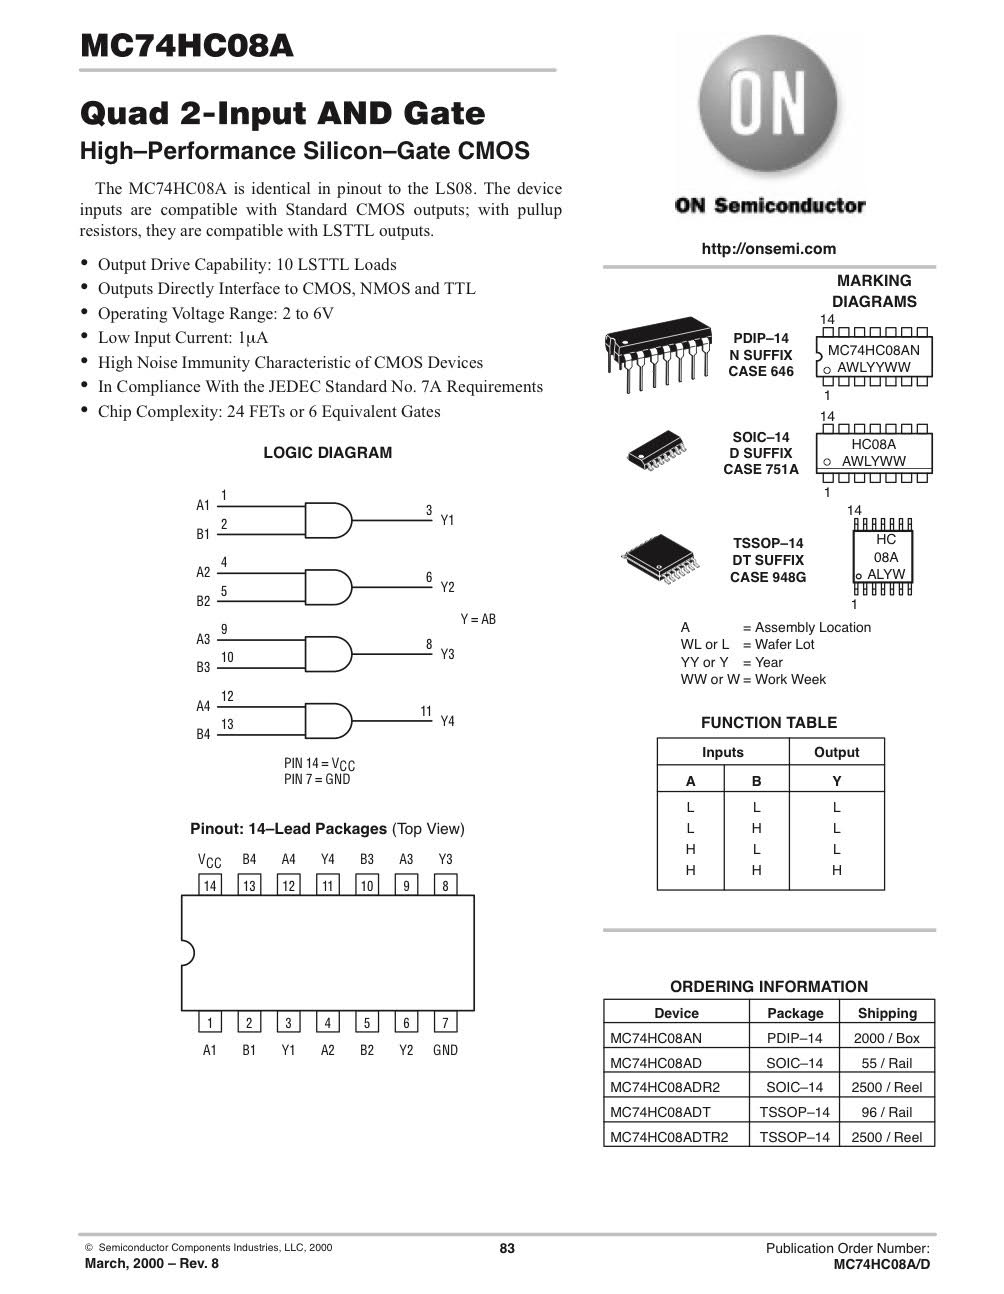 MC74HC08A
Quad 2-Input AND Gate
High–Performance Silicon–Gate CMOS
The MC74HC08A is identical in pinout to the LS08. The device
inputs are compatible with Standard CMOS outputs; with pullup
resistors, they are compatible with LSTTL outputs.
• Output Drive Capability: 10 LSTTL Loads
• Outputs Directly Interface to CMOS, NMOS and TTL
• Operating Voltage Range: 2 to 6V
• Low Input Current: 1µA
• High Noise Immunity Characteristic of CMOS Devices
• In Compliance With the JEDEC Standard No. 7A Requirements
• Chip Complexity: 24 FETs or 6 Equivalent Gates
LOGIC DIAGRAM
A1 1
B1 2
3 Y1
A2 4
B2 5
6 Y2
Y = AB
A3 9
B3 10
8 Y3
A4 12
B4 13
11 Y4
PIN 14 = VCC
PIN 7 = GND
Pinout: 14–Lead Packages (Top View)
VCC B4 A4 Y4 B3 A3 Y3
14 13 12 11 10 9 8
1 2 3 4 5 6 7
A1 B1 Y1 A2 B2 Y2 GND
ON
ON Semiconductor
http://onsemi.com
MARKING
DIAGRAMS
PDIP–14
N SUFFIX
CASE 646
14
MC74HC08AN
AWLYYWW
1
SOIC–14
D SUFFIX
CASE 751A
14
HC08A
AWLYWW
1
TSSOP–14
DT SUFFIX
CASE 948G
14
HC
08A
ALYW
1
A = Assembly Location
WL or L = Wafer Lot
YY or Y = Year
WW or W = Work Week
FUNCTION TABLE
Inputs Output
A B Y
L L L
L H L
H L L
H H H
ORDERING INFORMATION
Device Package Shipping
MC74HC08AN PDIP–14 2000 / Box
MC74HC08AD SOIC–14 55 / Rail
MC74HC08ADR2 SOIC–14 2500 / Reel
MC74HC08ADT TSSOP–14 96 / Rail
MC74HC08ADTR2 TSSOP–14 2500 / Reel
© Semiconductor Components Industries, LLC, 2000
March, 2000 – Rev. 8
83
Publication Order Number:
MC74HC08A/D